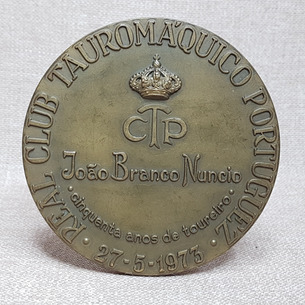 REAL CLUB TAUROMÁQUICO PORTUGUEZ
CTP
João Branco Nuncio
• cinquenta anos de toureiro •
• 27-5-1973 •